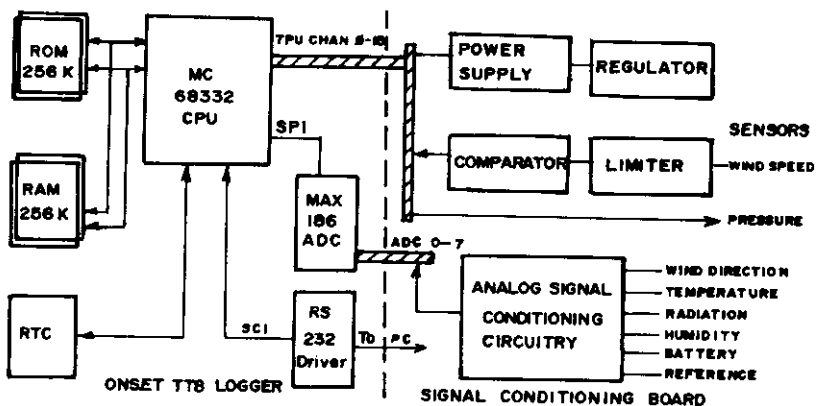 ROM
256 K
MC
68332
CPU
TPU CHAN 0-15
POWER
SUPPLY
REGULATOR
SPI
SENSORS
COMPARATOR
LIMITER
WIND SPEED
RAM
256 K
MAX
186
ADC
PRESSURE
ADC 0-7
ANALOG SIGNAL
CONDITIONING
CIRCUITRY
WIND DIRECTION
TEMPERATURE
RADIATION
HUMIDITY
BATTERY
REFERENCE
RTC
SCI
RS
232
Driver
To PC
ONSET TT8 LOGGER
SIGNAL CONDITIONING BOARD